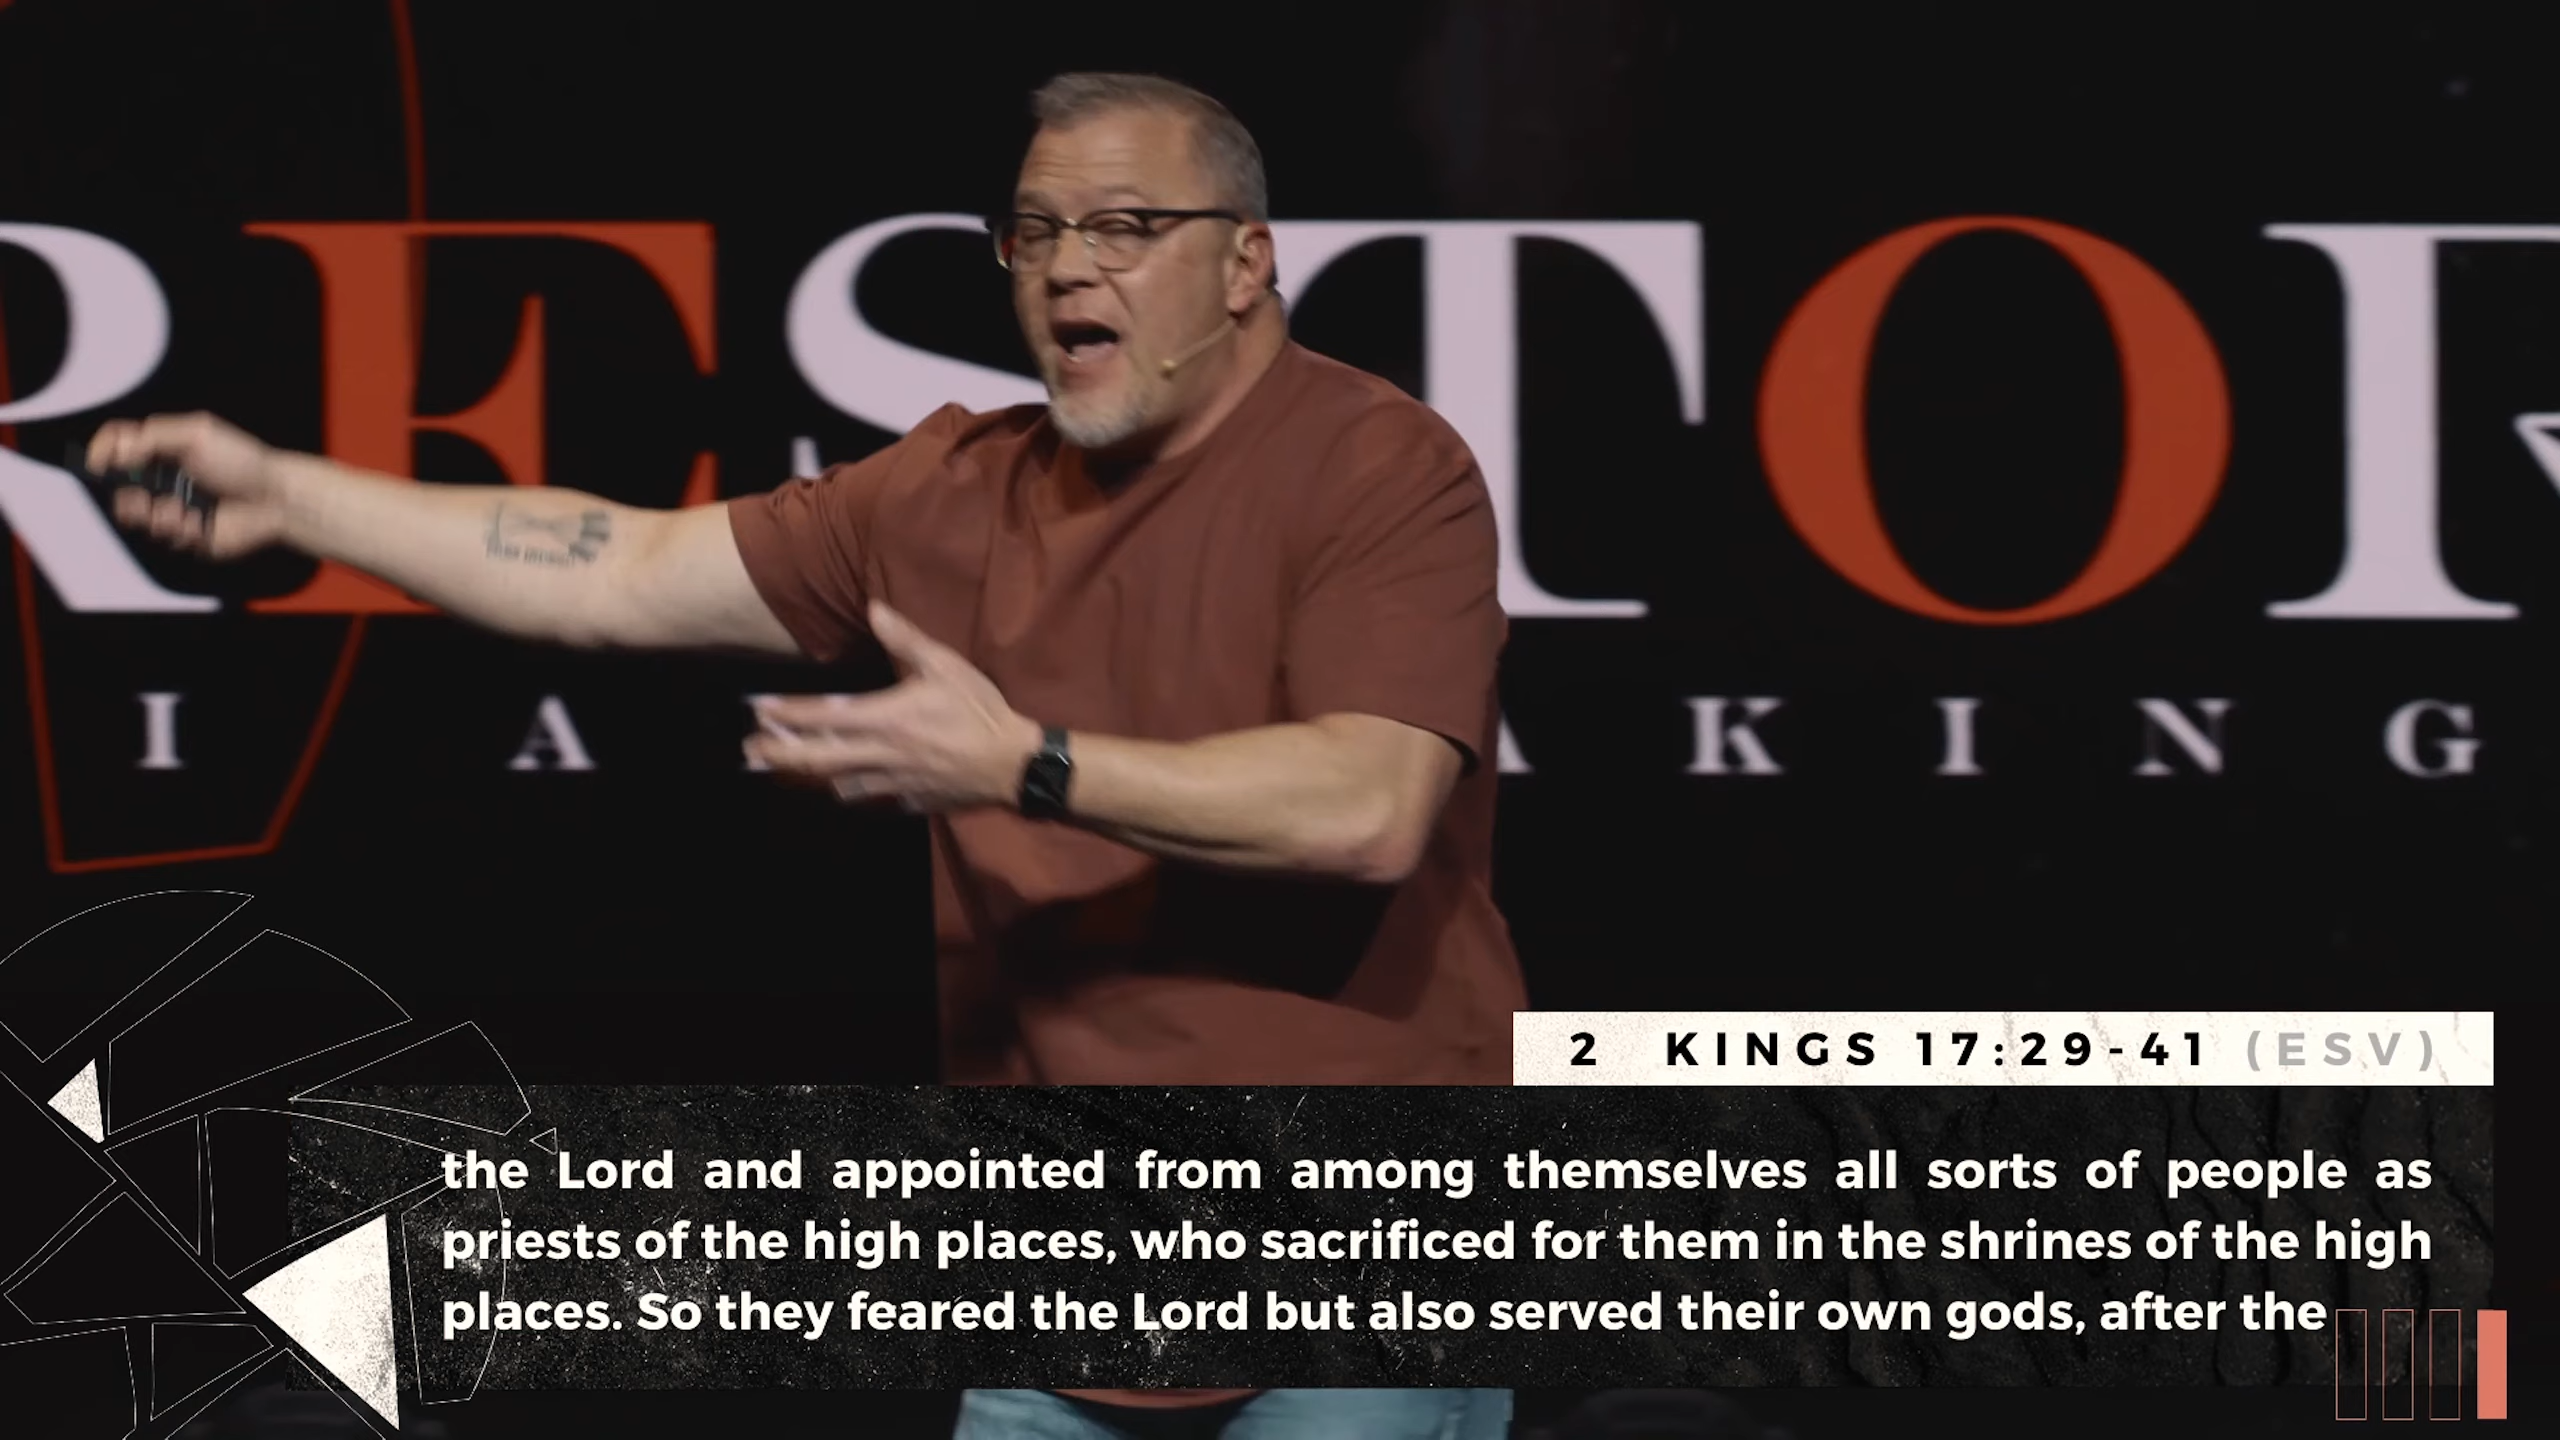 RESTOR
I A
KING
2 KINGS 17:29-41 (ESV)
the Lord and appointed from among themselves all sorts of people as
priests of the high places, who sacrificed for them in the shrines of the high
places. So they feared the Lord but also served their own gods, after the